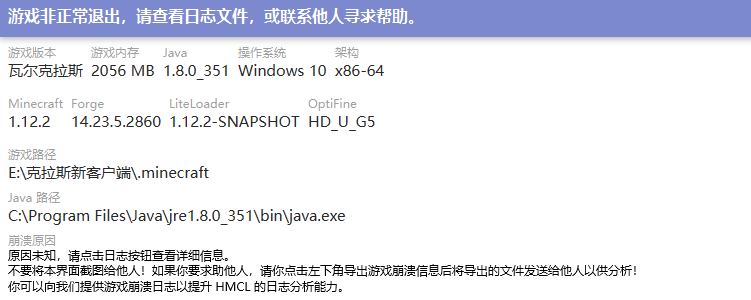 游戏非正常退出，请查看日志文件，或联系他人寻求帮助。
游戏版本 游戏内存 Java 操作系统 架构
瓦尔克拉斯 2056 MB 1.8.0_351 Windows 10 x86-64
Minecraft Forge LiteLoader OptiFine
1.12.2 14.23.5.2860 1.12.2-SNAPSHOT HD_U_G5
游戏路径
E:\克拉斯新客户端\.minecraft
Java 路径
C:\Program Files\Java\jre1.8.0_351\bin\java.exe
崩溃原因
原因未知，请点击日志按钮查看详细信息。
不要将本界面截图给他人！如果你要求助他人，请你点击左下角导出游戏崩溃信息后将导出的文件发送给他人以供分析！
你可以向我们提供游戏崩溃日志以提升 HMCL 的日志分析能力。